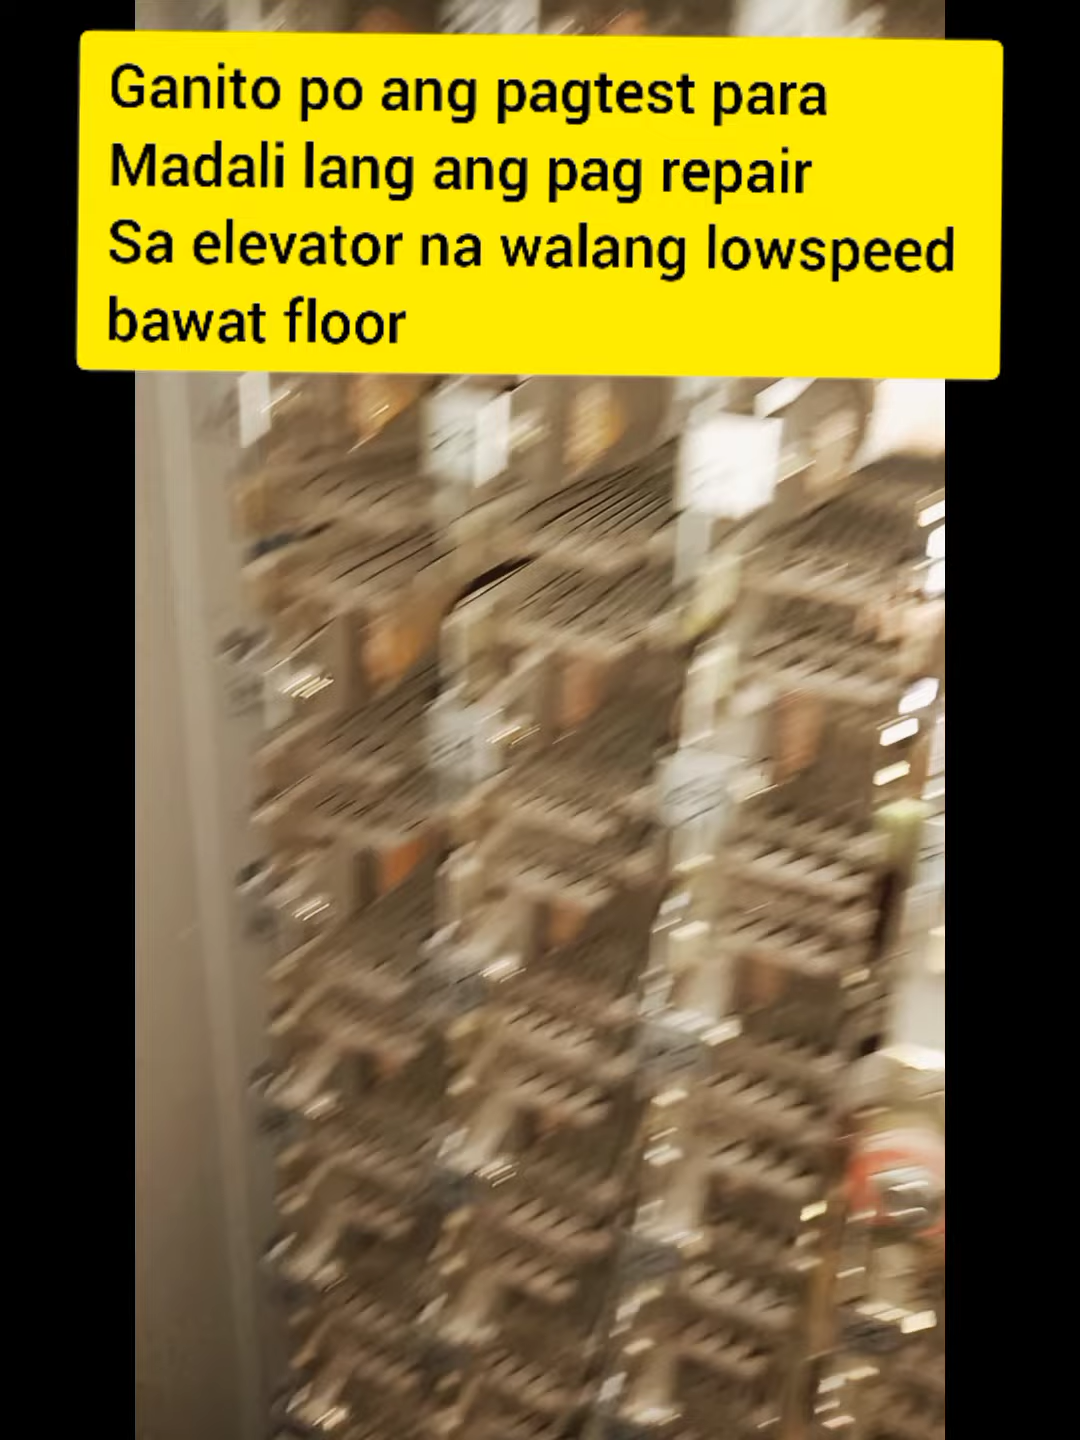 Ganito po ang pagtest para
Madali lang ang pag repair
Sa elevator na walang lowspeed
bawat floor